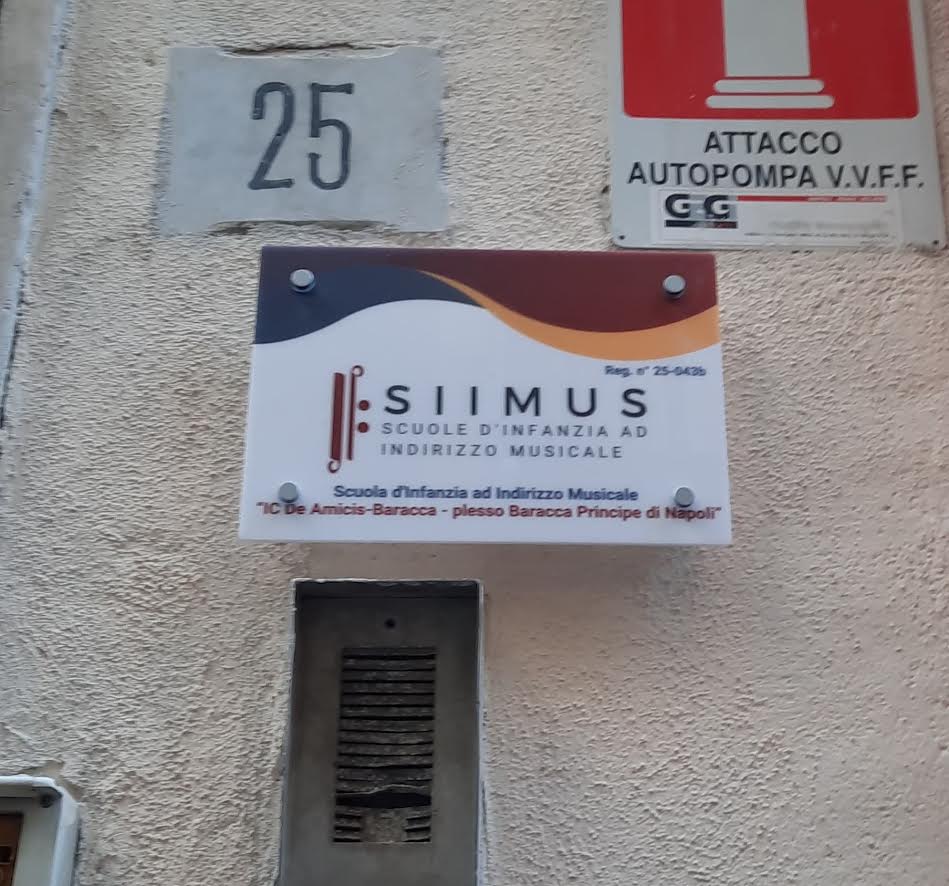 25
ATTACCO
AUTOPOMPA V.V.F.F.
GEG
Reg. n° 25-043b
SIIMUS
SCUOLE D'INFANZIA AD
INDIRIZZO MUSICALE
Scuola d'Infanzia ad Indirizzo Musicale
"IC De Amicis-Baracca - plesso Baracca Principe di Napoli"